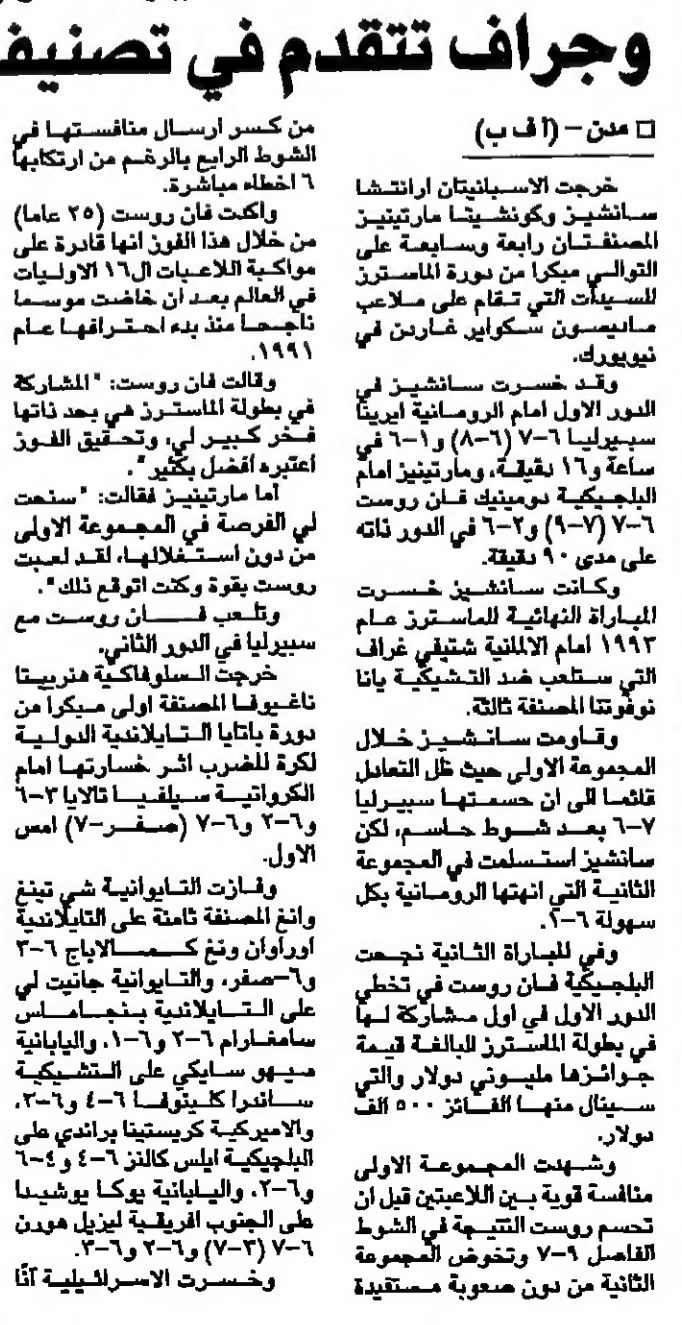 وجراف تتقدم في تصنيف
□ مدن – (ا ف ب)
خرجت الاسبانيتان ارانتشا
سانشيز وكونشيتا مارتينيز
المصنفتان رابعة وسابعة على
التوالي مبكرا من دورة الماسترز
للسيدات التي تقام على ملاعب
ماديسون سكواير غاردن في
نيويورك.
وقد خسرت سانشيز في
الدور الاول امام الرومانية ايرينا
سبيرليا ٦-٧ (٦-٨) و١-٦ في
ساعة و١٦ دقيقة، ومارتينيز امام
البلجيكية دومينيك فان روست
٦-٧ (٧-٩) و٢-٦ في الدور ذاته
على مدى ٩٠ دقيقة.
وكانت سانشيز خسرت
المباراة النهائية للماسترز عام
١٩٩٣ امام الالمانية شتيفي غراف
التي ستلعب ضد التشيكية يانا
نوفوتنا المصنفة ثالثة.
وقاومت سانشيز خلال
المجموعة الاولى حيث ظل التعادل
قائما الى ان حسمتها سبيرليا
٧-٦ بعد شوط حاسم، لكن
سانشيز استسلمت في المجموعة
الثانية التي انهتها الرومانية بكل
سهولة ٦-٢.
وفي المباراة الثانية نجحت
البلجيكية فان روست في تخطي
الدور الاول في اول مشاركة لها
في بطولة الماسترز البالغة قيمة
جوائزها مليوني دولار والتي
سينال منها الفائز ٥٠٠ الف
دولار.
وشهدت المجموعة الاولى
منافسة قوية بين اللاعبتين قبل ان
تحسم روست النتيجة في الشوط
الفاصل ٩-٧ وتخوض المجموعة
الثانية من دون صعوبة مستفيدة
من كسر ارسال منافستها في
الشوط الرابع بالرغم من ارتكابها
٦ اخطاء مباشرة.
واكدت فان روست (٢٥ عاما)
من خلال هذا الفوز انها قادرة على
مواكبة اللاعبات ال١٦ الاوليات
في العالم بعد ان خاضت موسما
ناجحا منذ بدء احترافها عام
١٩٩١.
وقالت فان روست: "المشاركة
في بطولة الماسترز هي بحد ذاتها
فخر كبير لي، وتحقيق الفوز
أعتبره أفضل بكثير".
أما مارتينيز فقالت: "سنحت
لي الفرصة في المجموعة الاولى
من دون استغلالها، لقد لعبت
روست بقوة وكنت اتوقع ذلك".
وتلعب فان روست مع
سبيرليا في الدور الثاني.
خرجت السلوفاكية هنرييتا
ناغيوفا المصنفة اولى مبكرا من
دورة باتايا التايلاندية الدولية
لكرة المضرب اثر خسارتها امام
الكرواتية سيلفيا تالايا ٣-٦
و٦-٢ و٦-٧ (صفر-٧) امس
الاول.
وفازت التايوانية شي تينغ
وانغ المصنفة ثامنة على التايلاندية
اوراوان ونغ كمالاباج ٦-٣
و٦-صفر، والتايوانية جانيت لي
على التايلاندية بنجاماس
سامغارام ٦-٢ و٦-١، واليابانية
ميهو سايكي على التشيكية
ساندرا كلينوفا ٦-٤ و٦-٢،
والاميركية كريستينا براندي على
البلجيكية ايلس كالنز ٦-٤ و٤-٦
و٦-٢، واليابانية يوكا يوشيدا
على الجنوب افريقية ليزيل هورن
٦-٧ (٣-٧) و٦-٢ و٦-٣.
وخسرت الاسرائيلية آنّا